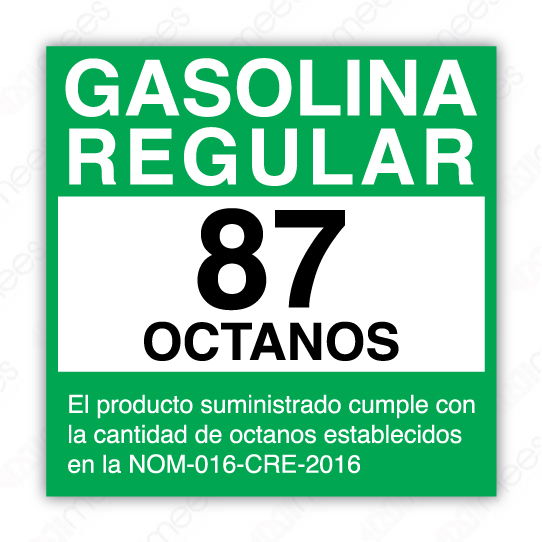 GASOLINA
REGULAR
87
OCTANOS
El producto suministrado cumple con
la cantidad de octanos establecidos
en la NOM-016-CRE-2016